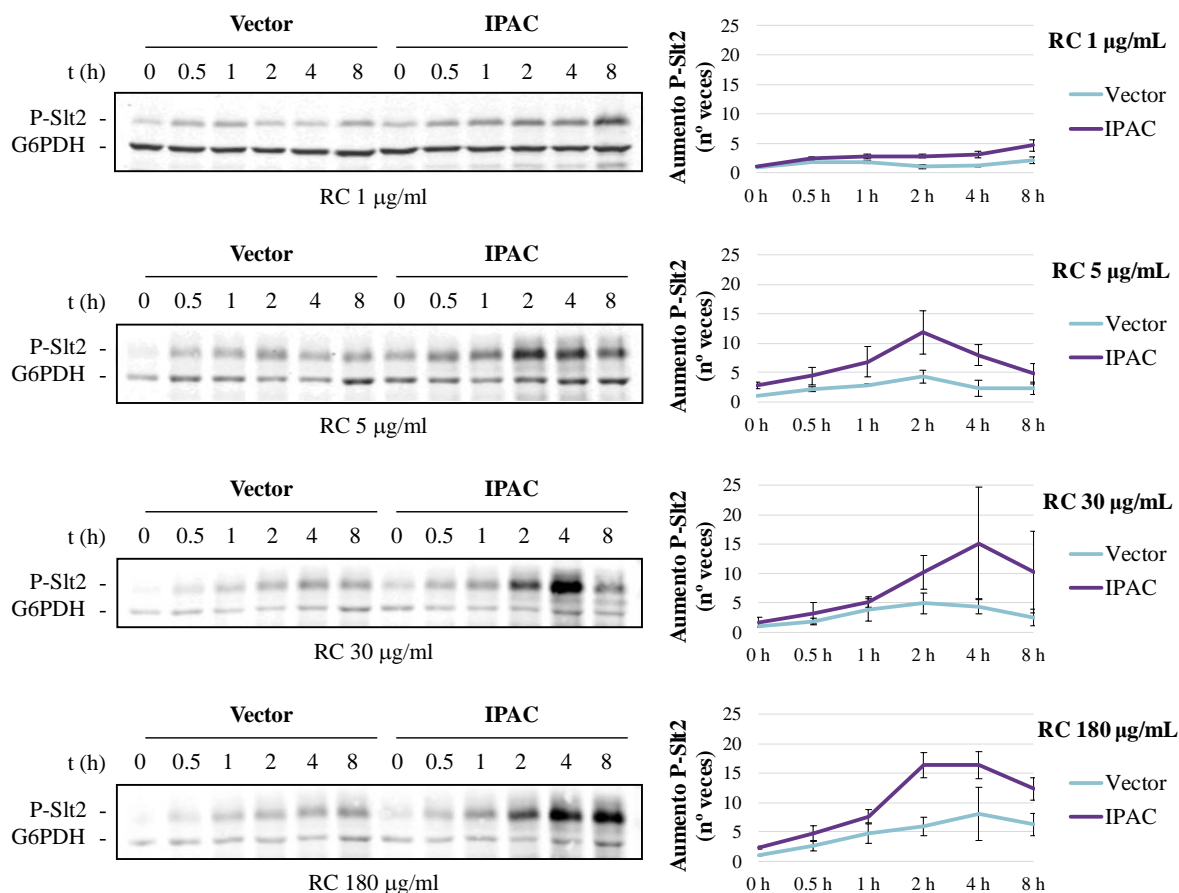 Vector IPAC
t (h) 0 0.5 1 2 4 8 0 0.5 1 2 4 8
P-Slt2 -
G6PDH -
RC 1 μg/ml
Aumento P-Slt2
(nº veces)
25
20
15
10
5
0
0 h 0.5 h 1 h 2 h 4 h 8 h
RC 1 μg/mL
Vector
IPAC
Vector IPAC
t (h) 0 0.5 1 2 4 8 0 0.5 1 2 4 8
P-Slt2 -
G6PDH -
RC 5 μg/ml
Aumento P-Slt2
(nº veces)
25
20
15
10
5
0
0 h 0.5 h 1 h 2 h 4 h 8 h
RC 5 μg/mL
Vector
IPAC
Vector IPAC
t (h) 0 0.5 1 2 4 8 0 0.5 1 2 4 8
P-Slt2 -
G6PDH -
RC 30 μg/ml
Aumento P-Slt2
(nº veces)
25
20
15
10
5
0
0 h 0.5 h 1 h 2 h 4 h 8 h
RC 30 μg/mL
Vector
IPAC
Vector IPAC
t (h) 0 0.5 1 2 4 8 0 0.5 1 2 4 8
P-Slt2 -
G6PDH -
RC 180 μg/ml
Aumento P-Slt2
(nº veces)
25
20
15
10
5
0
0 h 0.5 h 1 h 2 h 4 h 8 h
RC 180 μg/mL
Vector
IPAC